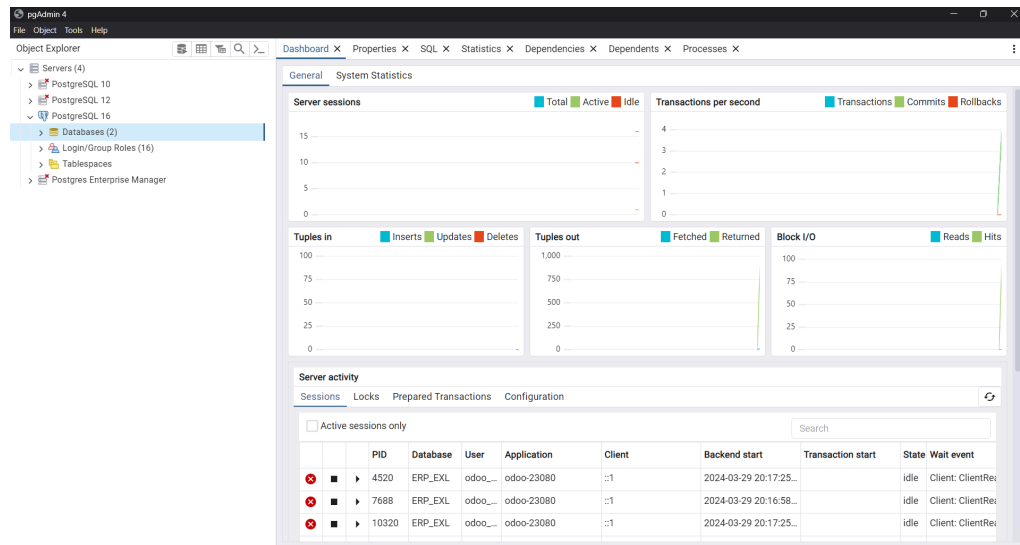 pgAdmin 4
File Object Tools Help
Object Explorer
Dashboard Properties SQL Statistics Dependencies Dependents Processes
Servers (4)
PostgreSQL 10
PostgreSQL 12
PostgreSQL 16
Databases (2)
Login/Group Roles (16)
Tablespaces
Postgres Enterprise Manager
General System Statistics
Server sessions Total Active Idle
15
10
5
0
Transactions per second Transactions Commits Rollbacks
4
3
2
1
0
Tuples in Inserts Updates Deletes
100
75
50
25
0
Tuples out Fetched Returned
1,000
750
500
250
0
Block I/O Reads Hits
100
75
50
25
0
Server activity
Sessions Locks Prepared Transactions Configuration
Active sessions only Search
PID Database User Application Client Backend start Transaction start State Wait event
4520 ERP_EXL odoo_... odoo-23080 ::1 2024-03-29 20:17:25... idle Client: ClientRea
7688 ERP_EXL odoo_... odoo-23080 ::1 2024-03-29 20:16:58... idle Client: ClientRea
10320 ERP_EXL odoo_... odoo-23080 ::1 2024-03-29 20:17:25... idle Client: ClientRea